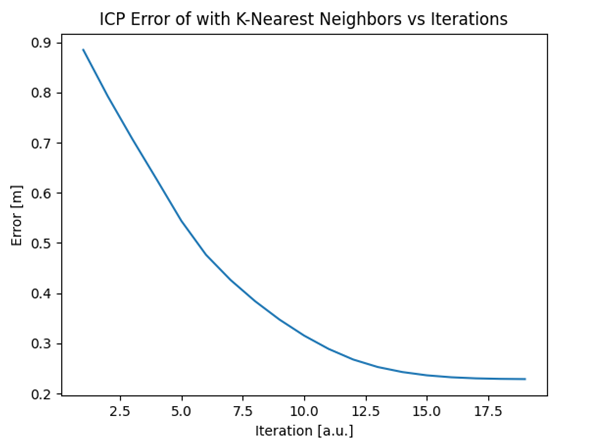 ICP Error of with K-Nearest Neighbors vs Iterations
0.9
0.8
0.7
0.6
0.5
0.4
0.3
0.2
Error [m]
2.5 5.0 7.5 10.0 12.5 15.0 17.5
Iteration [a.u.]